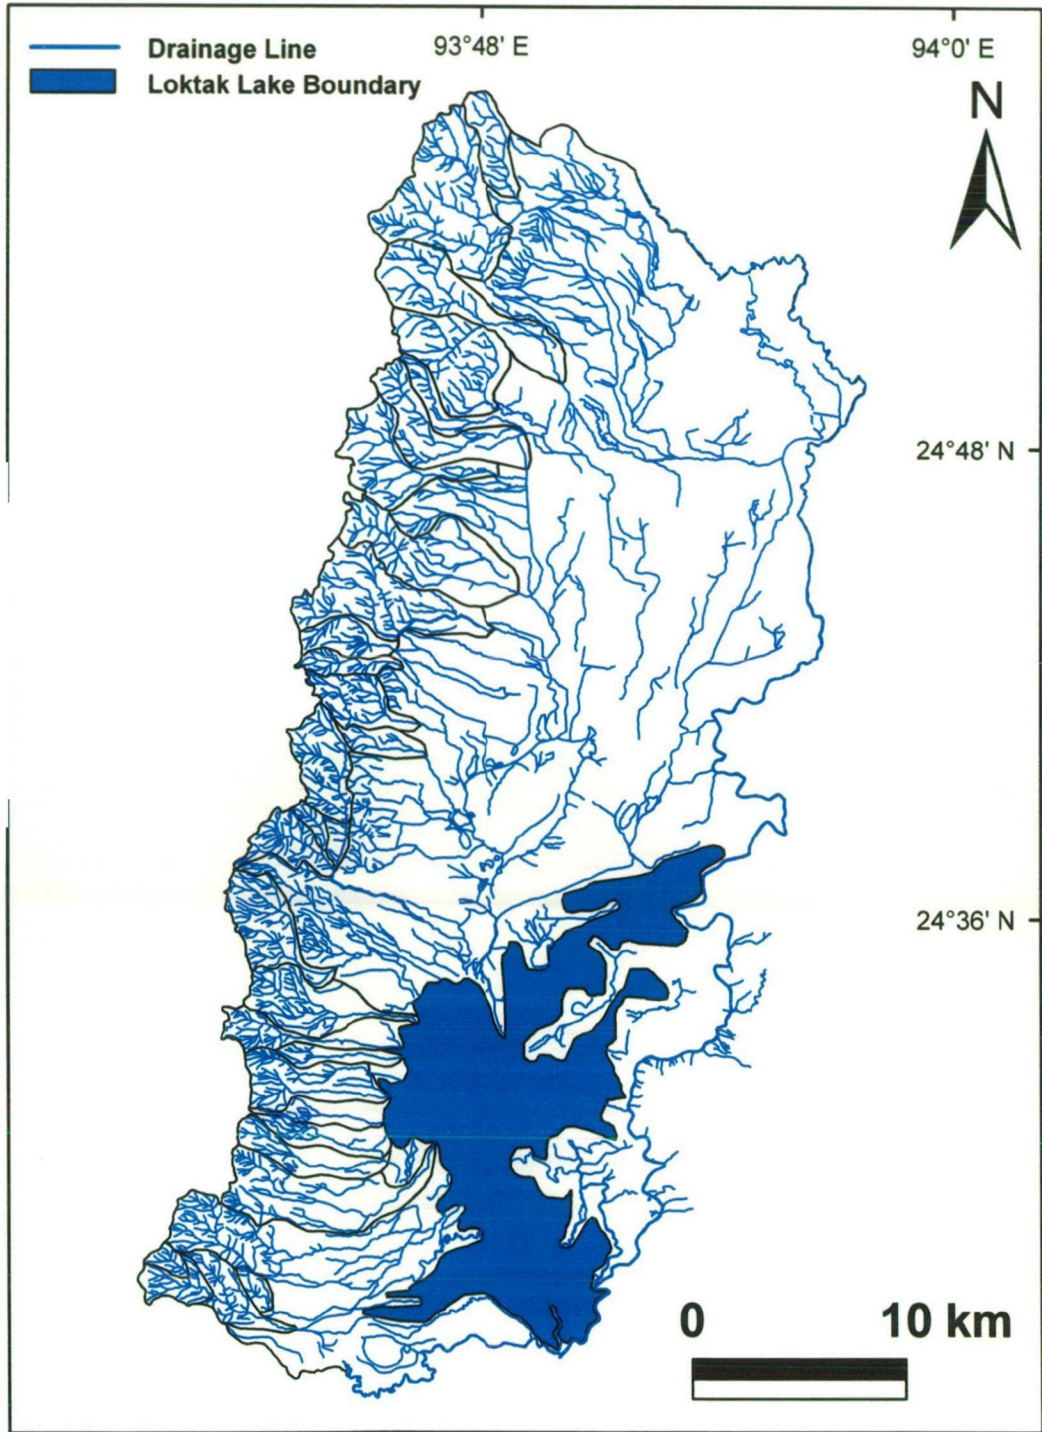 93°48' E
94°0' E
Drainage Line
Loktak Lake Boundary
N
24°48' N
24°36' N
0 10 km